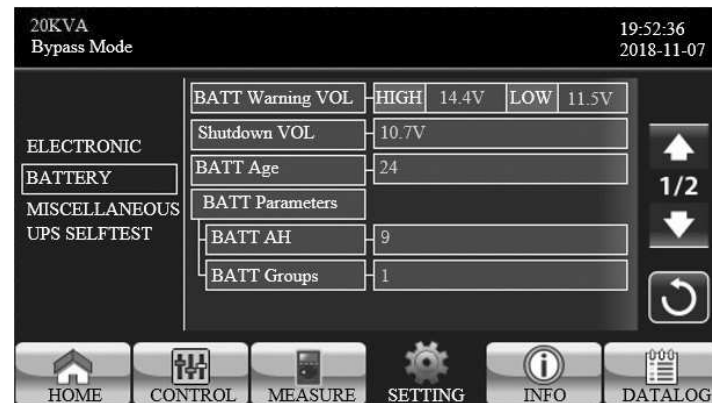 20KVA
19:52:36
Bypass Mode
2018-11-07
ELECTRONIC
BATTERY
MISCELLANEOUS
UPS SELFTEST
BATT Warning VOL HIGH 14.4V LOW 11.5V
Shutdown VOL 10.7V
BATT Age 24
BATT Parameters
BATT AH 9
BATT Groups 1
1/2
HOME CONTROL MEASURE SETTING INFO DATALOG